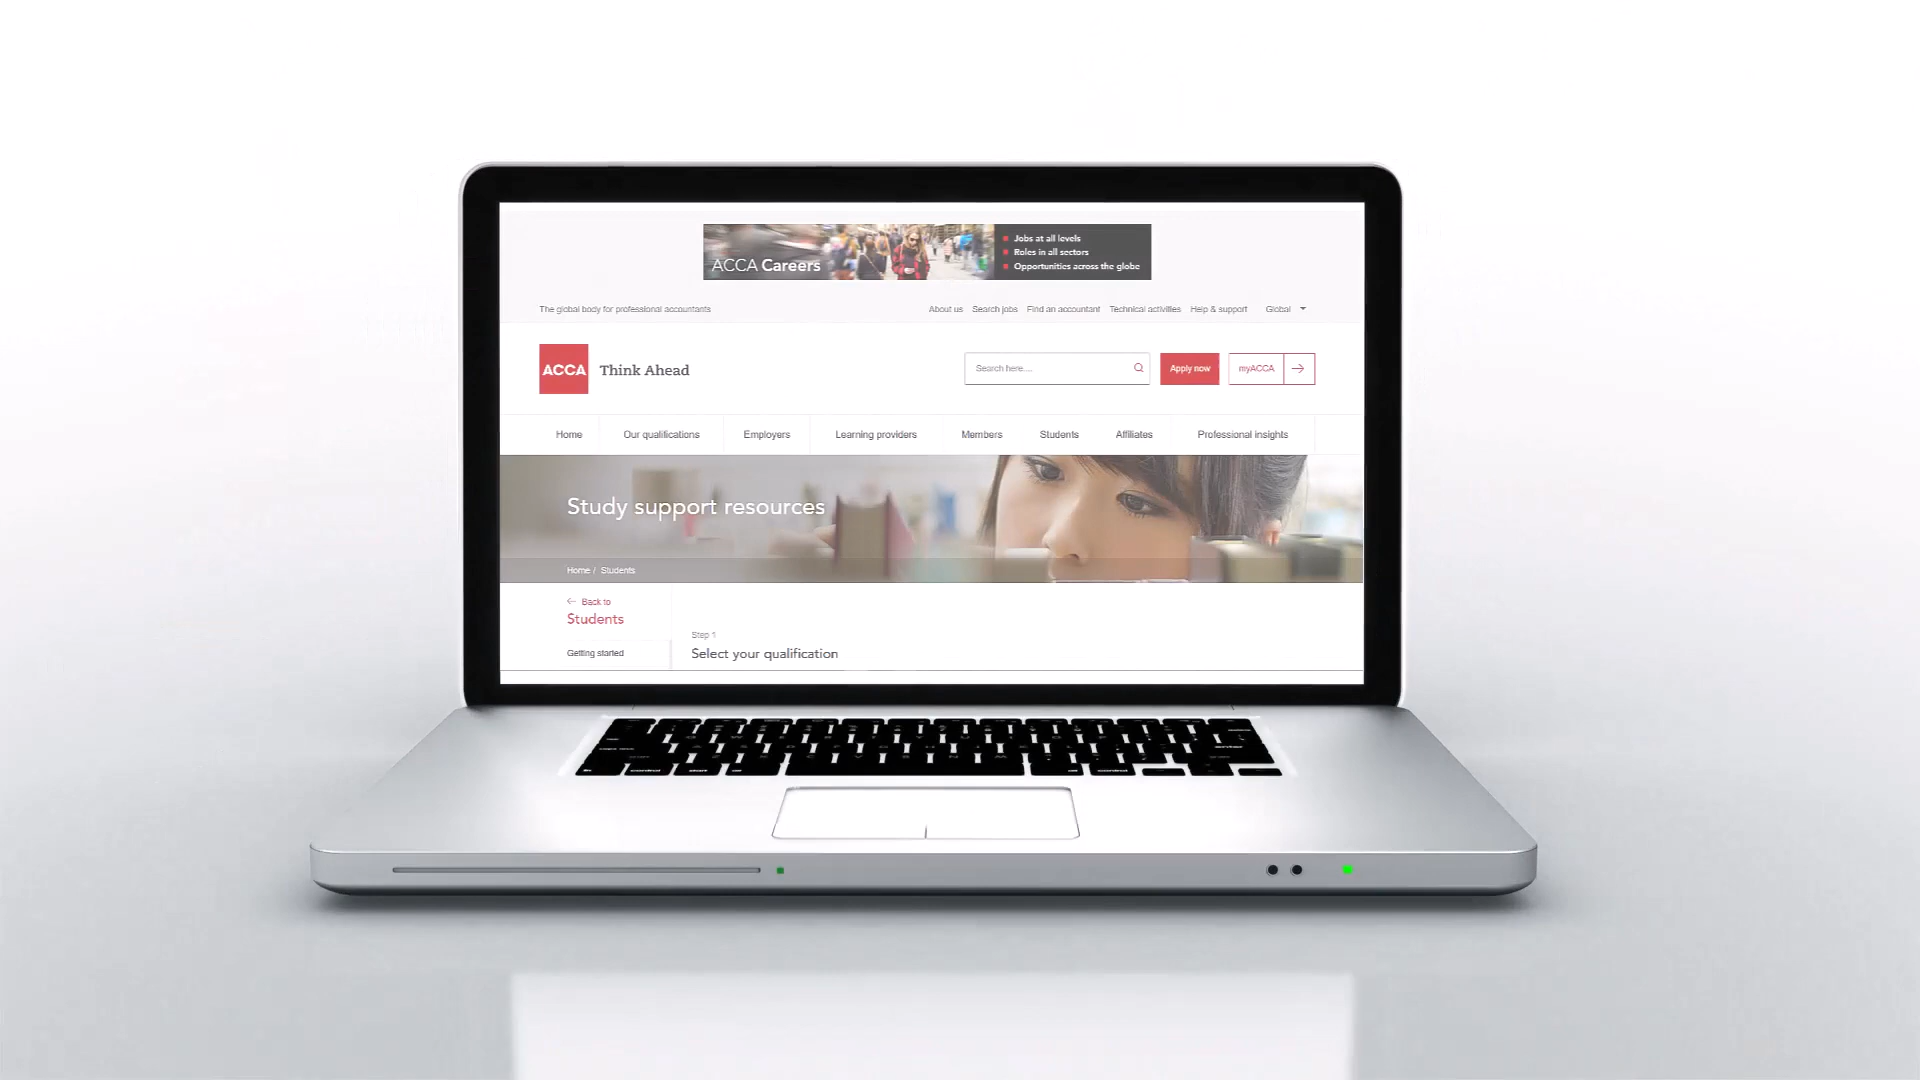 ACCA Careers
Jobs at all levels
Roles in all sectors
Opportunities across the globe
The global body for professional accountants
About us Search jobs Find an accountant Technical activities Help & support Global
ACCA Think Ahead
Search here....
Apply now
myACCA
Home Our qualifications Employers Learning providers Members Students Affiliates Professional insights
Study support resources
Home / Students
Back to
Students
Getting started
Step 1
Select your qualification